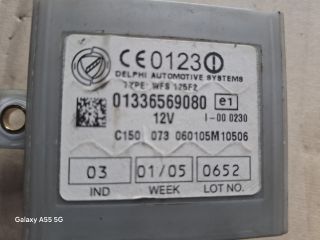 FIAT
CE0123
DELPHI AUTOMOTIVE SYSTEMS
TYPE: WFS 125F2
01336569080 e1
12V I-00 0230
C150 073 060105M10506
03 01/05 0652
IND WEEK LOT NO.
Galaxy A55 5G